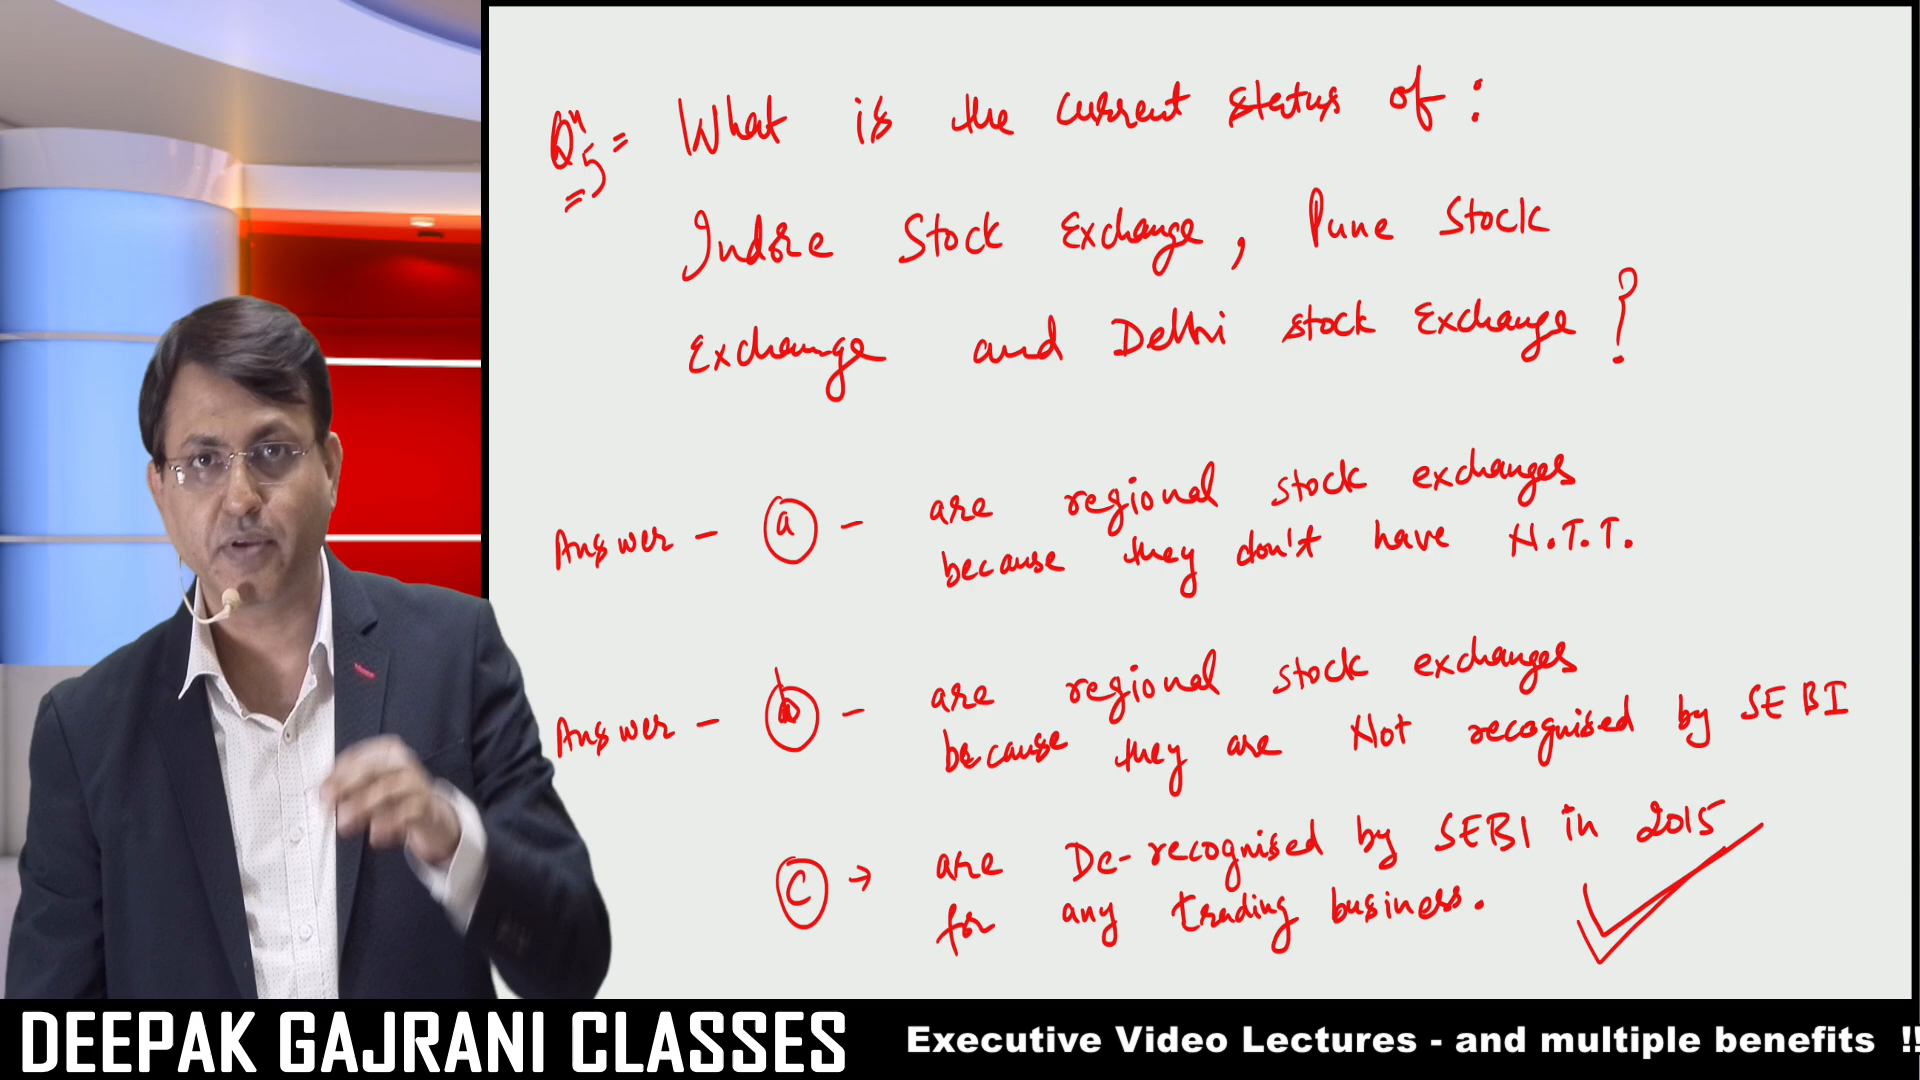 Qⁿ5 = What is the current status of :
Indore Stock Exchange, Pune Stock
Exchange and Delhi stock Exchange ?
Answer - a - are regional stock exchanges
because they don't have N.T.T.
Answer - b - are regional stock exchanges
because they are Not recognised by SEBI
c → are De-recognised by SEBI in 2015
for any trading business.
DEEPAK GAJRANI CLASSES
Executive Video Lectures - and multiple benefits !!